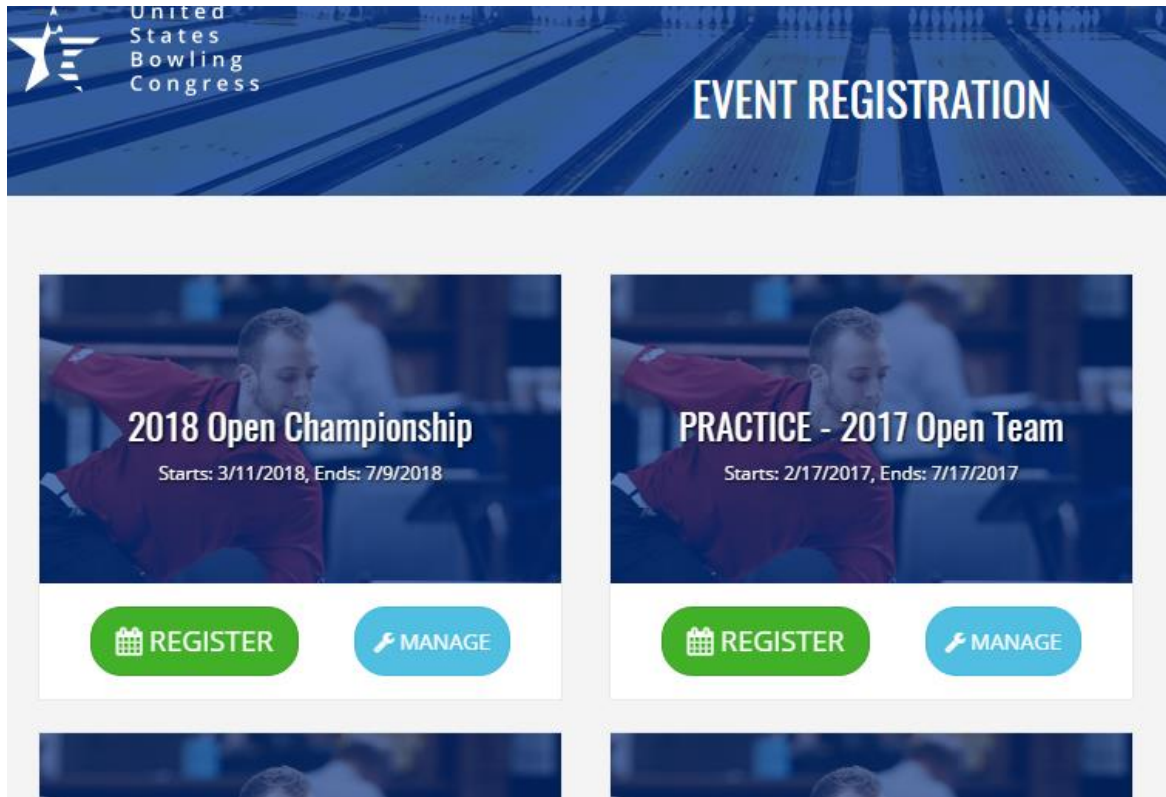 United
States
Bowling
Congress
EVENT REGISTRATION
2018 Open Championship
Starts: 3/11/2018, Ends: 7/9/2018
REGISTER
MANAGE
PRACTICE - 2017 Open Team
Starts: 2/17/2017, Ends: 7/17/2017
REGISTER
MANAGE